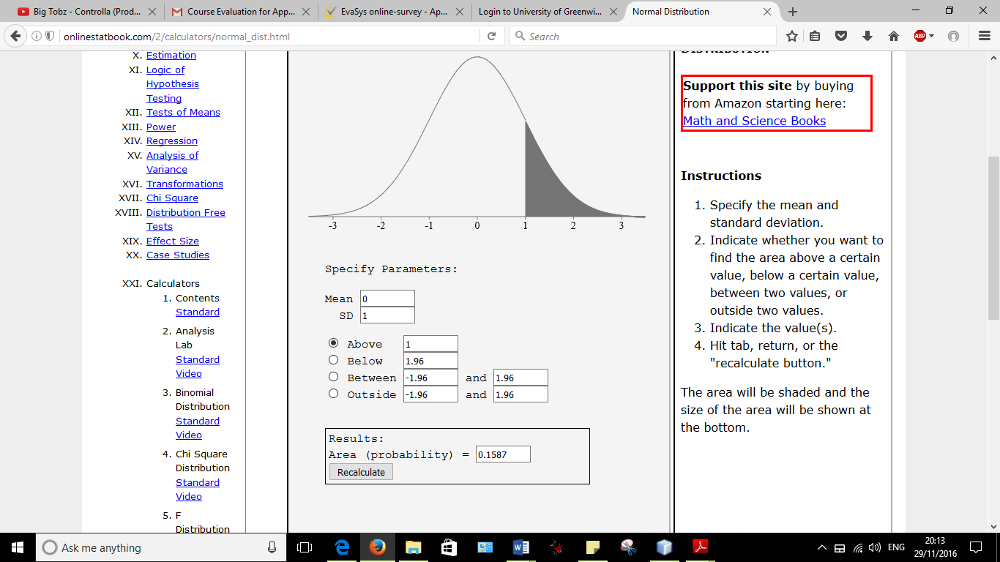 Big Tobz - Controlla (Prod...
Course Evaluation for App...
EvaSys online-survey - Ap...
Login to University of Greenwi...
Normal Distribution
onlinestatbook.com/2/calculators/normal_dist.html
Search
ABP
X. Estimation
XI. Logic of
Hypothesis
Testing
XII. Tests of Means
XIII. Power
XIV. Regression
XV. Analysis of
Variance
XVI. Transformations
XVII. Chi Square
XVIII. Distribution Free
Tests
XIX. Effect Size
XX. Case Studies
XXI. Calculators
1. Contents
Standard
2. Analysis
Lab
Standard
Video
3. Binomial
Distribution
Standard
Video
4. Chi Square
Distribution
Standard
Video
5. F
Distribution
-3 -2 -1 0 1 2 3
Specify Parameters:
Mean 0
SD 1
Above 1
Below 1.96
Between -1.96 and 1.96
Outside -1.96 and 1.96
Results:
Area (probability) = 0.1587
Recalculate
DISTRIBUTION
Support this site by buying
from Amazon starting here:
Math and Science Books
Instructions
1. Specify the mean and
standard deviation.
2. Indicate whether you want to
find the area above a certain
value, below a certain value,
between two values, or
outside two values.
3. Indicate the value(s).
4. Hit tab, return, or the
"recalculate button."
The area will be shaded and the
size of the area will be shown at
the bottom.
Ask me anything
ENG
20:13
29/11/2016